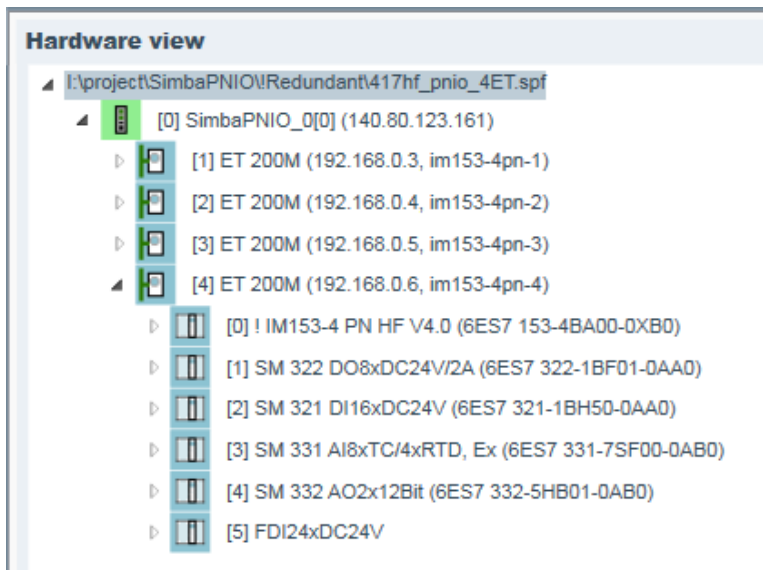 Hardware view
I:\project\SimbaPNIO\!Redundant\417hf_pnio_4ET.spf
[0] SimbaPNIO_0[0] (140.80.123.161)
[1] ET 200M (192.168.0.3, im153-4pn-1)
[2] ET 200M (192.168.0.4, im153-4pn-2)
[3] ET 200M (192.168.0.5, im153-4pn-3)
[4] ET 200M (192.168.0.6, im153-4pn-4)
[0] ! IM153-4 PN HF V4.0 (6ES7 153-4BA00-0XB0)
[1] SM 322 DO8xDC24V/2A (6ES7 322-1BF01-0AA0)
[2] SM 321 DI16xDC24V (6ES7 321-1BH50-0AA0)
[3] SM 331 AI8xTC/4xRTD, Ex (6ES7 331-7SF00-0AB0)
[4] SM 332 AO2x12Bit (6ES7 332-5HB01-0AB0)
[5] FDI24xDC24V